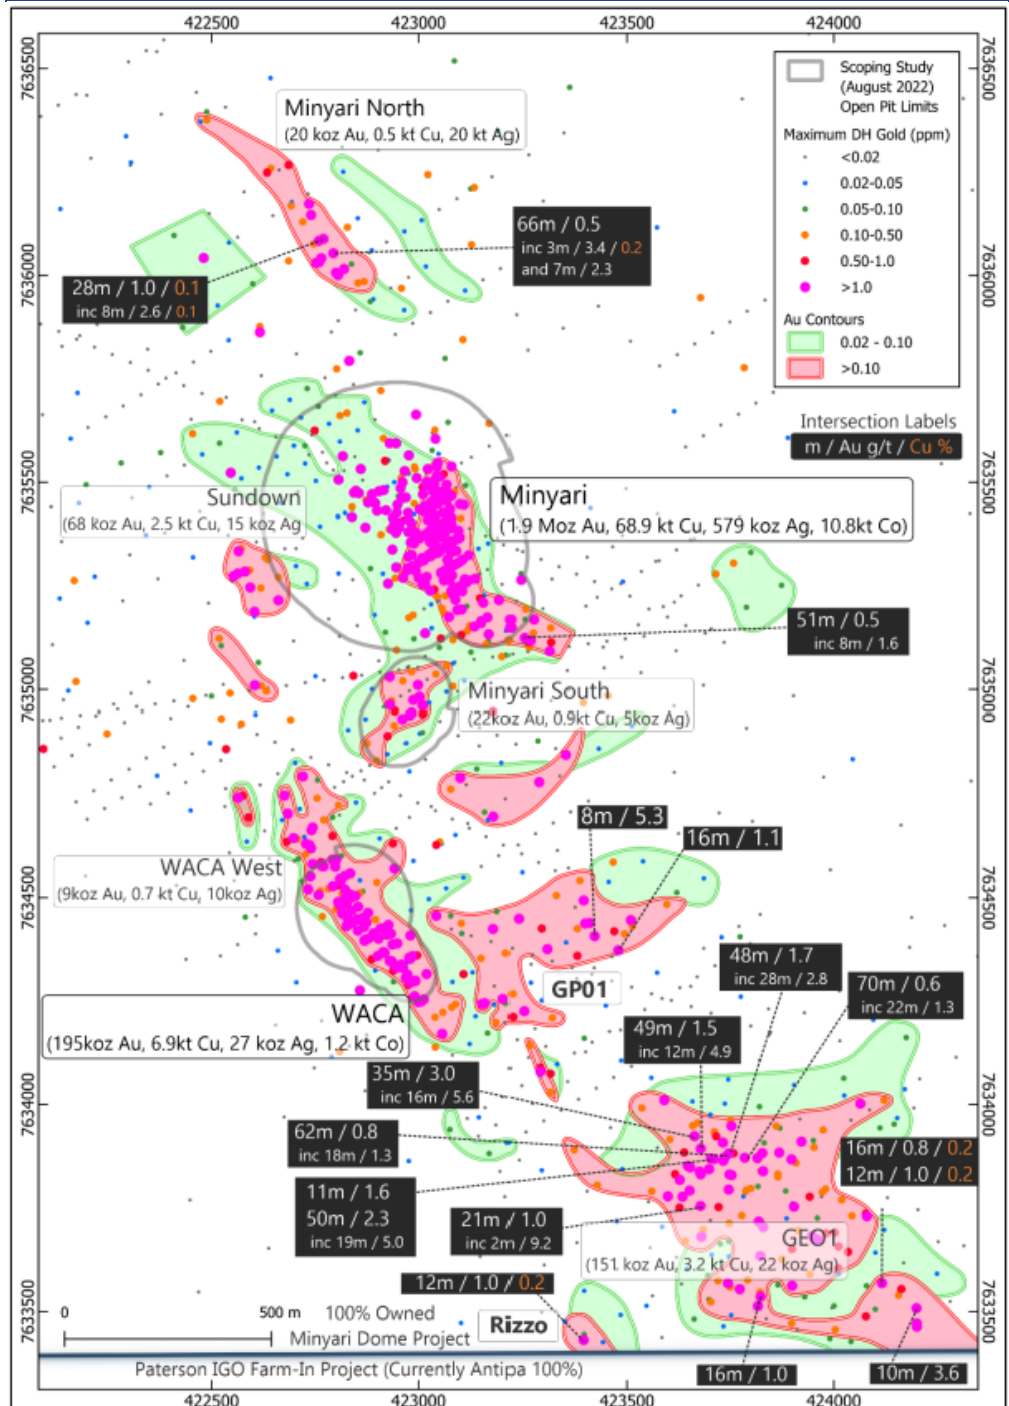 422500 423000 423500 424000
7636500
7636500
Scoping Study
(August 2022)
Open Pit Limits
Maximum DH Gold (ppm)
<0.02
0.02-0.05
0.05-0.10
0.10-0.50
0.50-1.0
>1.0
Au Contours
0.02 - 0.10
>0.10
Intersection Labels
m / Au g/t / Cu %
Minyari North
(20 koz Au, 0.5 kt Cu, 20 kt Ag)
66m / 0.5
inc 3m / 3.4 / 0.2
and 7m / 2.3
7636000
7636000
28m / 1.0 / 0.1
inc 8m / 2.6 / 0.1
7635500
7635500
Sundown
(68 koz Au, 2.5 kt Cu, 15 koz Ag
Minyari
(1.9 Moz Au, 68.9 kt Cu, 579 koz Ag, 10.8kt Co)
51m / 0.5
inc 8m / 1.6
7635000
7635000
Minyari South
(22koz Au, 0.9kt Cu, 5koz Ag)
8m / 5.3
16m / 1.1
WACA West
(9koz Au, 0.7 kt Cu, 10koz Ag)
7634500
7634500
48m / 1.7
inc 28m / 2.8
70m / 0.6
inc 22m / 1.3
GP01
WACA
(195koz Au, 6.9kt Cu, 27 koz Ag, 1.2 kt Co)
49m / 1.5
inc 12m / 4.9
35m / 3.0
inc 16m / 5.6
7634000
7634000
62m / 0.8
inc 18m / 1.3
16m / 0.8 / 0.2
12m / 1.0 / 0.2
11m / 1.6
50m / 2.3
inc 19m / 5.0
21m / 1.0
inc 2m / 9.2
GEO1
(151 koz Au, 3.2 kt Cu, 22 koz Ag)
12m / 1.0 / 0.2
7633500
7633500
0 500 m
100% Owned
Minyari Dome Project
Rizzo
Paterson IGO Farm-In Project (Currently Antipa 100%)
16m / 1.0
10m / 3.6
422500 423000 423500 424000